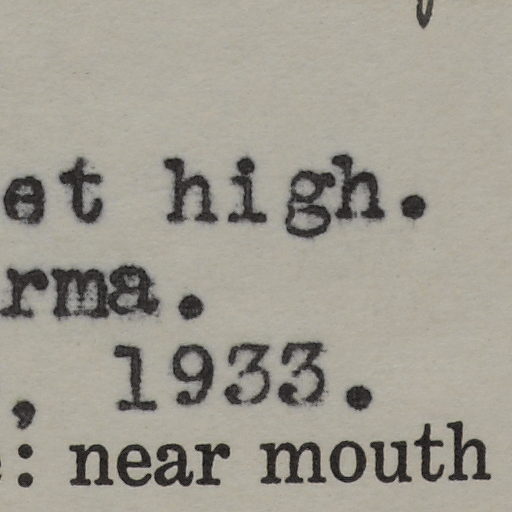 et high.
rma.
, 1933.
: near mouth